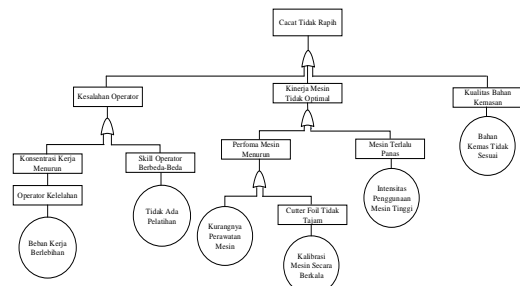 Cacat Tidak Rapih
Kesalahan Operator
Kinerja Mesin
Tidak Optimal
Kualitas Bahan
Kemasan
Konsentrasi Kerja
Menurun
Skill Operator
Berbeda-Beda
Perfoma Mesin
Menurun
Mesin Terlalu
Panas
Bahan
Kemas Tidak
Sesuai
Operator Kelelahan
Tidak Ada
Pelatihan
Kurangnya
Perawatan
Mesin
Cutter Foil Tidak
Tajam
Intensitas
Penggunaan
Mesin Tinggi
Beban Kerja
Berlebihan
Kalibrasi
Mesin Secara
Berkala